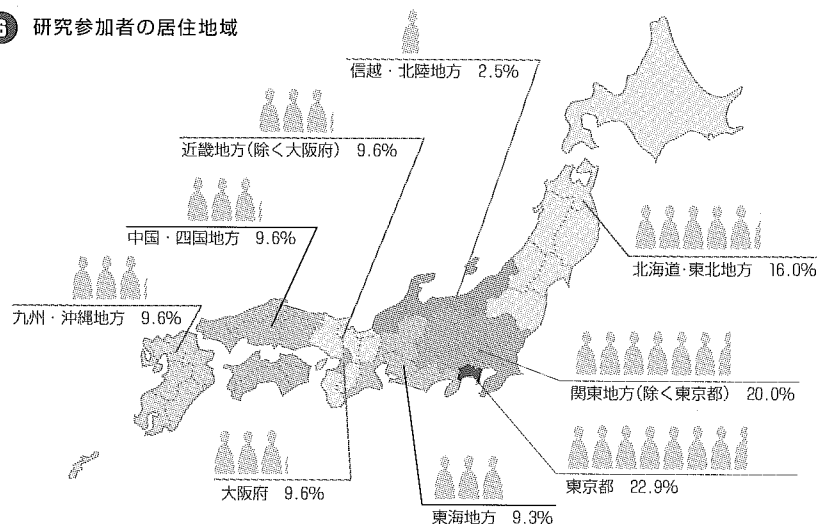 6 研究参加者の居住地域
信越・北陸地方 2.5%
近畿地方(除く大阪府) 9.6%
中国・四国地方 9.6%
北海道・東北地方 16.0%
九州・沖縄地方 9.6%
関東地方(除く東京都) 20.0%
大阪府 9.6%
東京都 22.9%
東海地方 9.3%